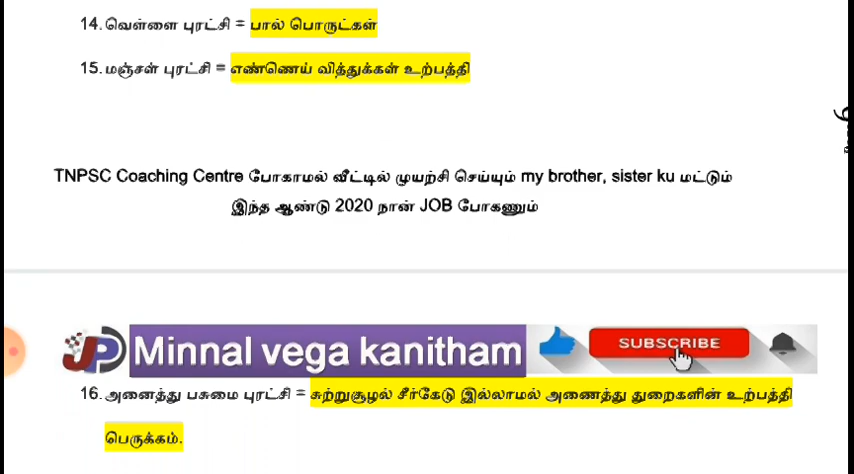 14. வெள்ளை புரட்சி = பால் பொருட்கள்
15. மஞ்சள் புரட்சி = எண்ணெய் வித்துக்கள் உற்பத்தி
TNPSC Coaching Centre போகாமல் வீட்டில் முயற்சி செய்யும் my brother, sister ku மட்டும்
இந்த ஆண்டு 2020 நான் JOB போகணும்
JP Minnal vega kanitham SUBSCRIBE
16. அனைத்து பசுமை புரட்சி = சுற்றுசூழல் சீர்கேடு இல்லாமல் அணைத்து துறைகளின் உற்பத்தி
பெருக்கம்.